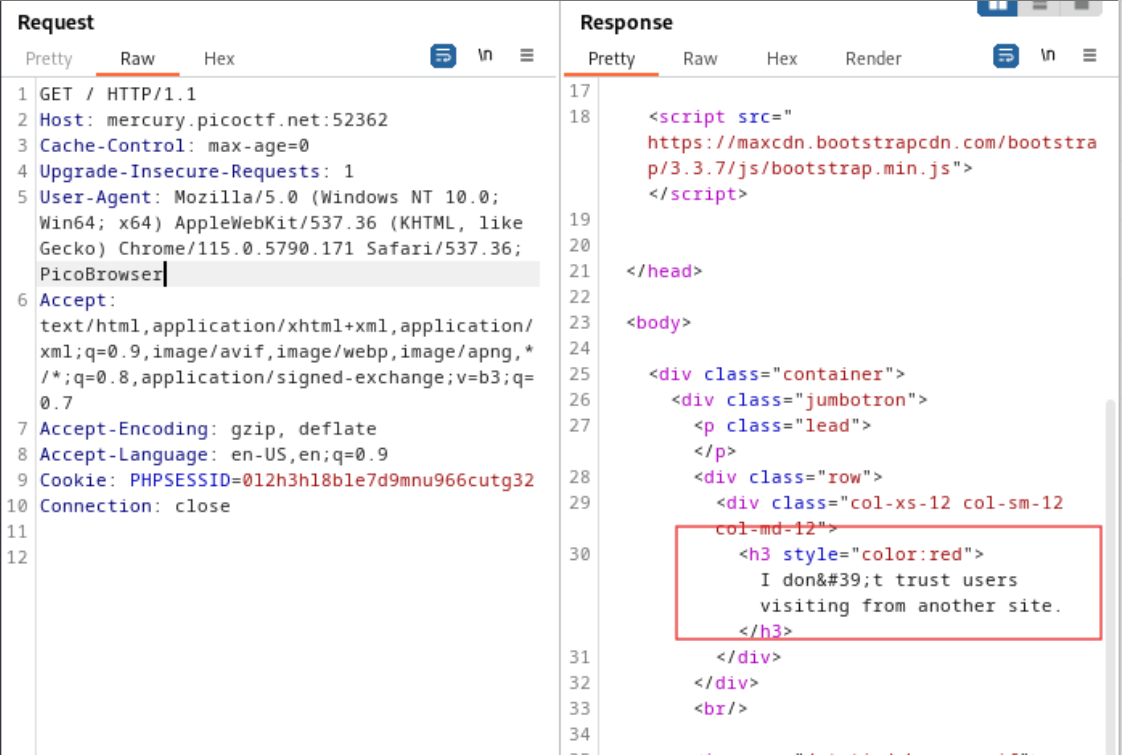 Request
Pretty Raw Hex \n
1 GET / HTTP/1.1
2 Host: mercury.picoctf.net:52362
3 Cache-Control: max-age=0
4 Upgrade-Insecure-Requests: 1
5 User-Agent: Mozilla/5.0 (Windows NT 10.0;
Win64; x64) AppleWebKit/537.36 (KHTML, like
Gecko) Chrome/115.0.5790.171 Safari/537.36;
PicoBrowser
6 Accept:
text/html,application/xhtml+xml,application/
xml;q=0.9,image/avif,image/webp,image/apng,*
/*;q=0.8,application/signed-exchange;v=b3;q=
0.7
7 Accept-Encoding: gzip, deflate
8 Accept-Language: en-US,en;q=0.9
9 Cookie: PHPSESSID=0l2h3hl8ble7d9mnu966cutg32
10 Connection: close
11
12
Response
Pretty Raw Hex Render \n
17
18 <script src="
https://maxcdn.bootstrapcdn.com/bootstra
p/3.3.7/js/bootstrap.min.js">
</script>
19
20
21 </head>
22
23 <body>
24
25 <div class="container">
26 <div class="jumbotron">
27 <p class="lead">
</p>
28 <div class="row">
29 <div class="col-xs-12 col-sm-12
col-md-12">
30 <h3 style="color:red">
I don&#39;t trust users
visiting from another site.
</h3>
31 </div>
32 </div>
33 <br/>
34